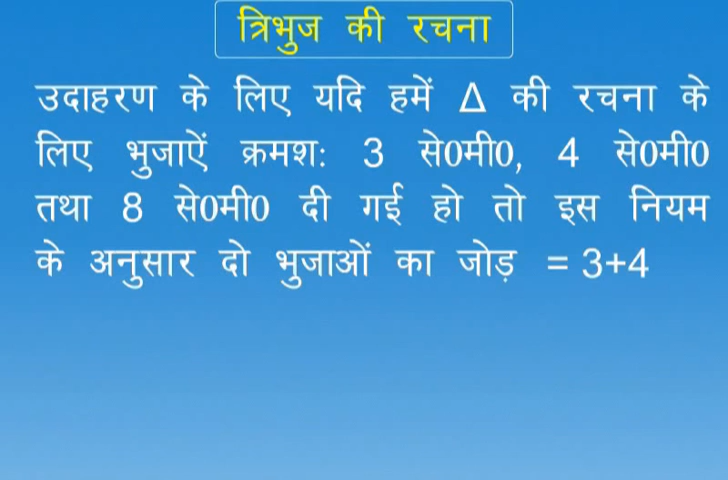 त्रिभुज की रचना
उदाहरण के लिए यदि हमें Δ की रचना के
लिए भुजाऐं क्रमशः 3 से0मी0, 4 से0मी0
तथा 8 से0मी0 दी गई हो तो इस नियम
के अनुसार दो भुजाओं का जोड़ = 3+4